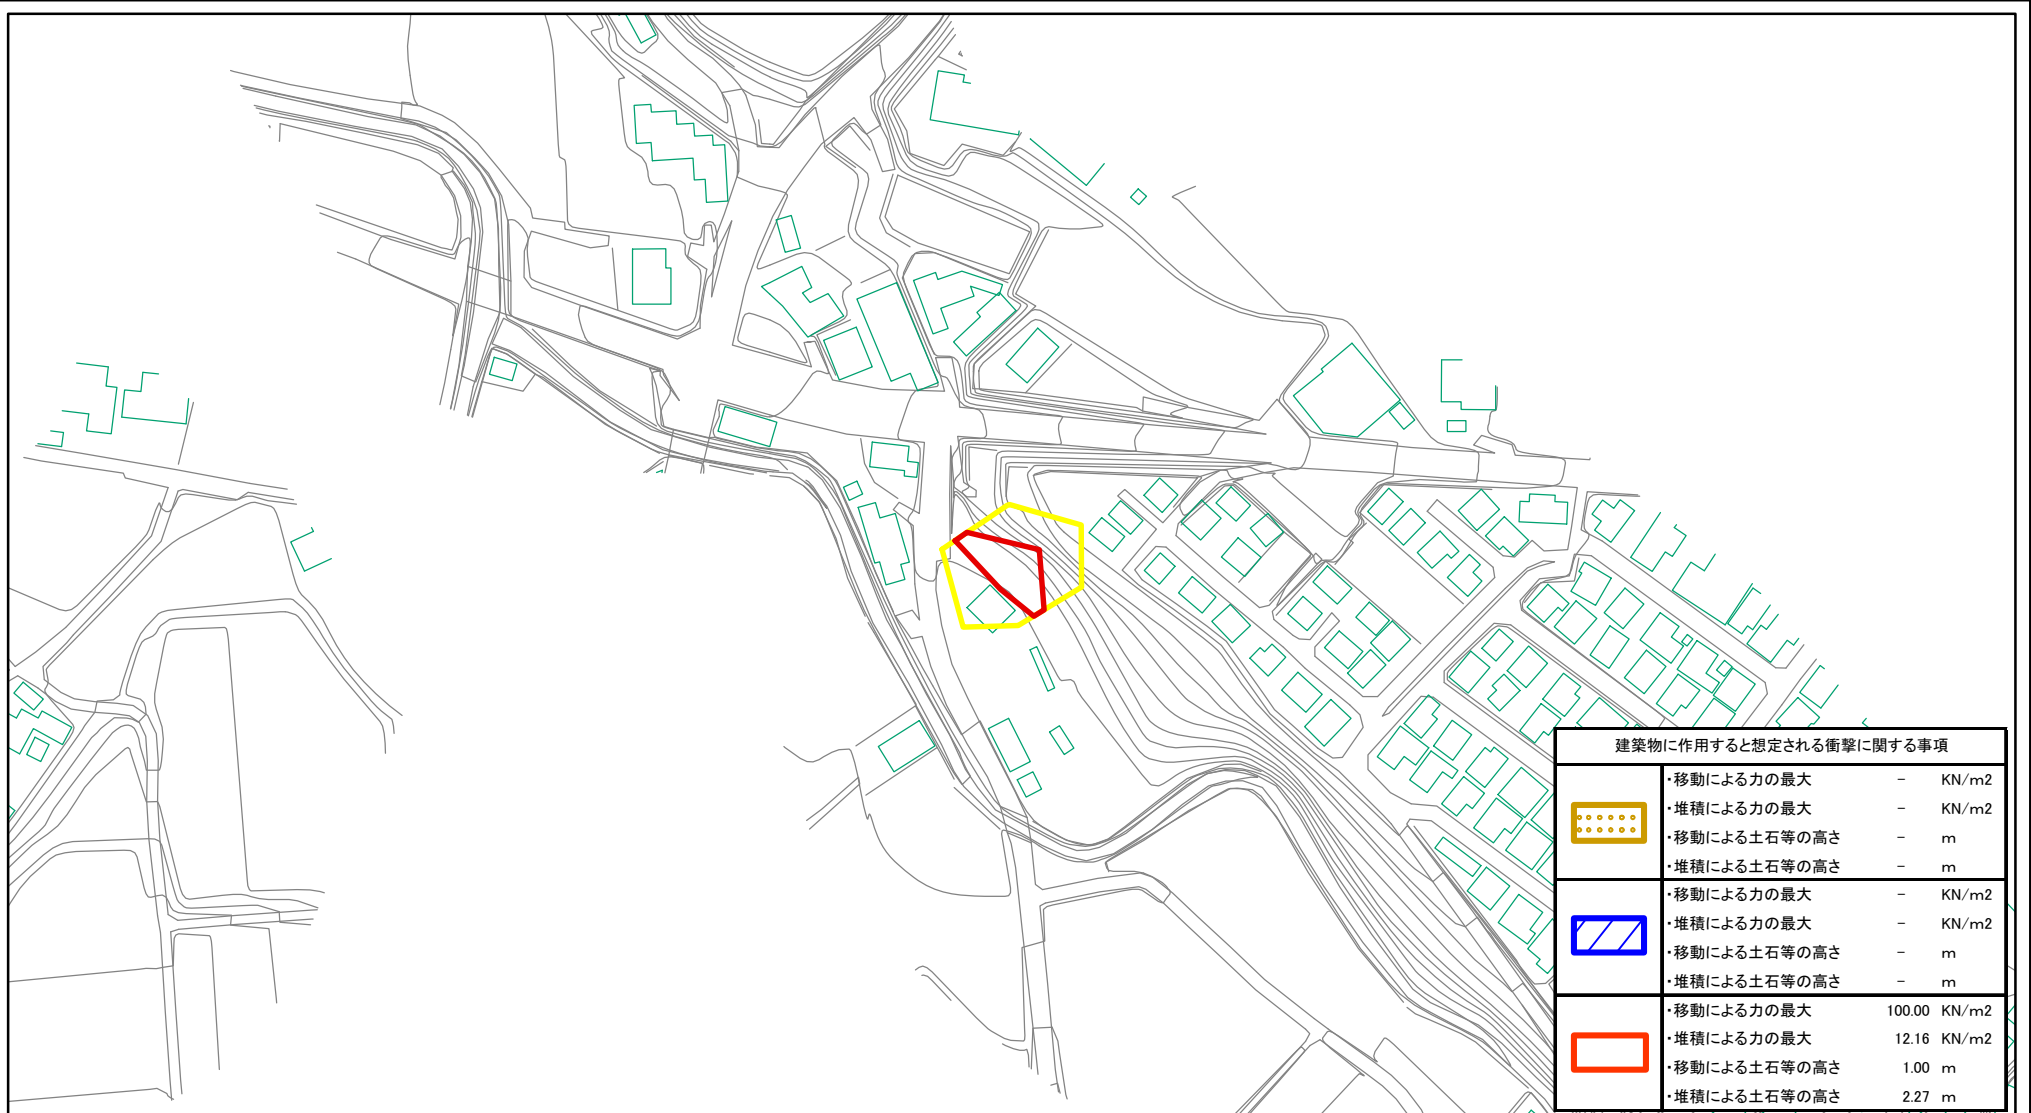 建築物に作用すると想定される衝撃に関する事項
・移動による力の最大 - KN/m2
・堆積による力の最大 - KN/m2
・移動による土石等の高さ - m
・堆積による土石等の高さ - m
・移動による力の最大 - KN/m2
・堆積による力の最大 - KN/m2
・移動による土石等の高さ - m
・堆積による土石等の高さ - m
・移動による力の最大 100.00 KN/m2
・堆積による力の最大 12.16 KN/m2
・移動による土石等の高さ 1.00 m
・堆積による土石等の高さ 2.27 m